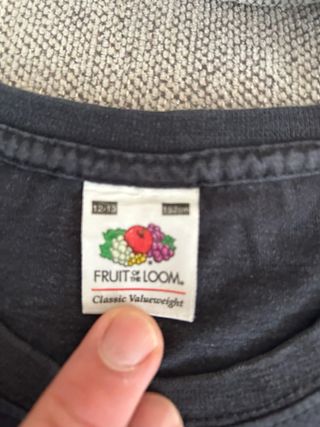 12-13 152cm
FRUIT OF THE LOOM®
Classic Valueweight